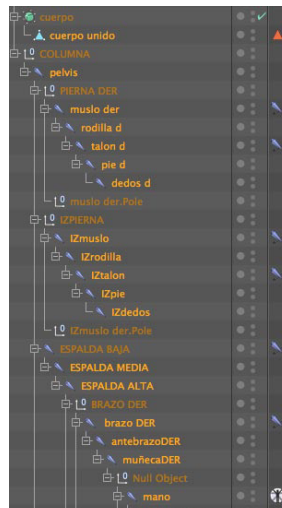 cuerpo
cuerpo unido
COLUMNA
pelvis
PIERNA DER
muslo der
rodilla d
talon d
pie d
dedos d
muslo der.Pole
IZPIERNA
IZmuslo
IZrodilla
IZtalon
IZpie
IZdedos
IZmuslo der.Pole
ESPALDA BAJA
ESPALDA MEDIA
ESPALDA ALTA
BRAZO DER
brazo DER
antebrazoDER
muñecaDER
Null Object
mano